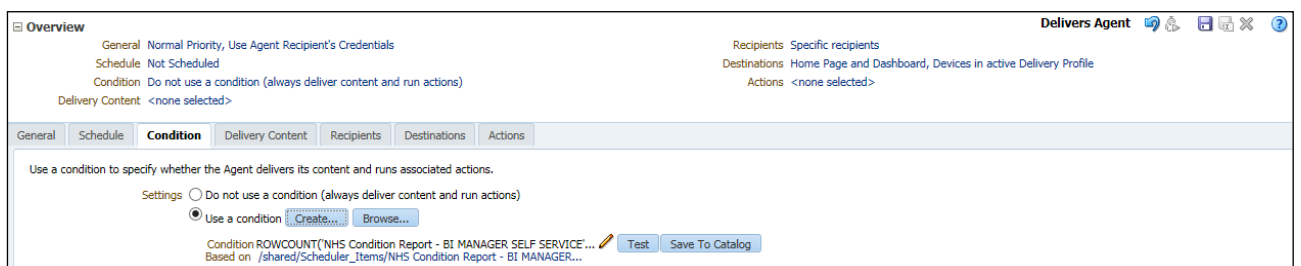 Overview
Delivers Agent
General Normal Priority, Use Agent Recipient's Credentials
Recipients Specific recipients
Schedule Not Scheduled
Destinations Home Page and Dashboard, Devices in active Delivery Profile
Condition Do not use a condition (always deliver content and run actions)
Actions <none selected>
Delivery Content <none selected>
General Schedule Condition Delivery Content Recipients Destinations Actions
Use a condition to specify whether the Agent delivers its content and runs associated actions.
Settings Do not use a condition (always deliver content and run actions)
Use a condition Create... Browse...
Condition ROWCOUNT('NHS Condition Report - BI MANAGER SELF SERVICE'... Test Save To Catalog
Based on /shared/Scheduler_Items/NHS Condition Report - BI MANAGER...